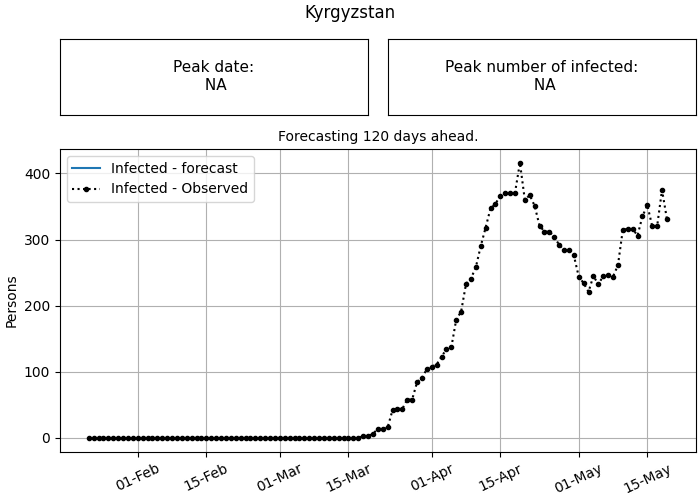 Kyrgyzstan
Peak date:
NA
Peak number of infected:
NA
Forecasting 120 days ahead.
Infected - forecast
Infected - Observed
Persons
400
300
200
100
0
01-Feb
15-Feb
01-Mar
15-Mar
01-Apr
15-Apr
01-May
15-May